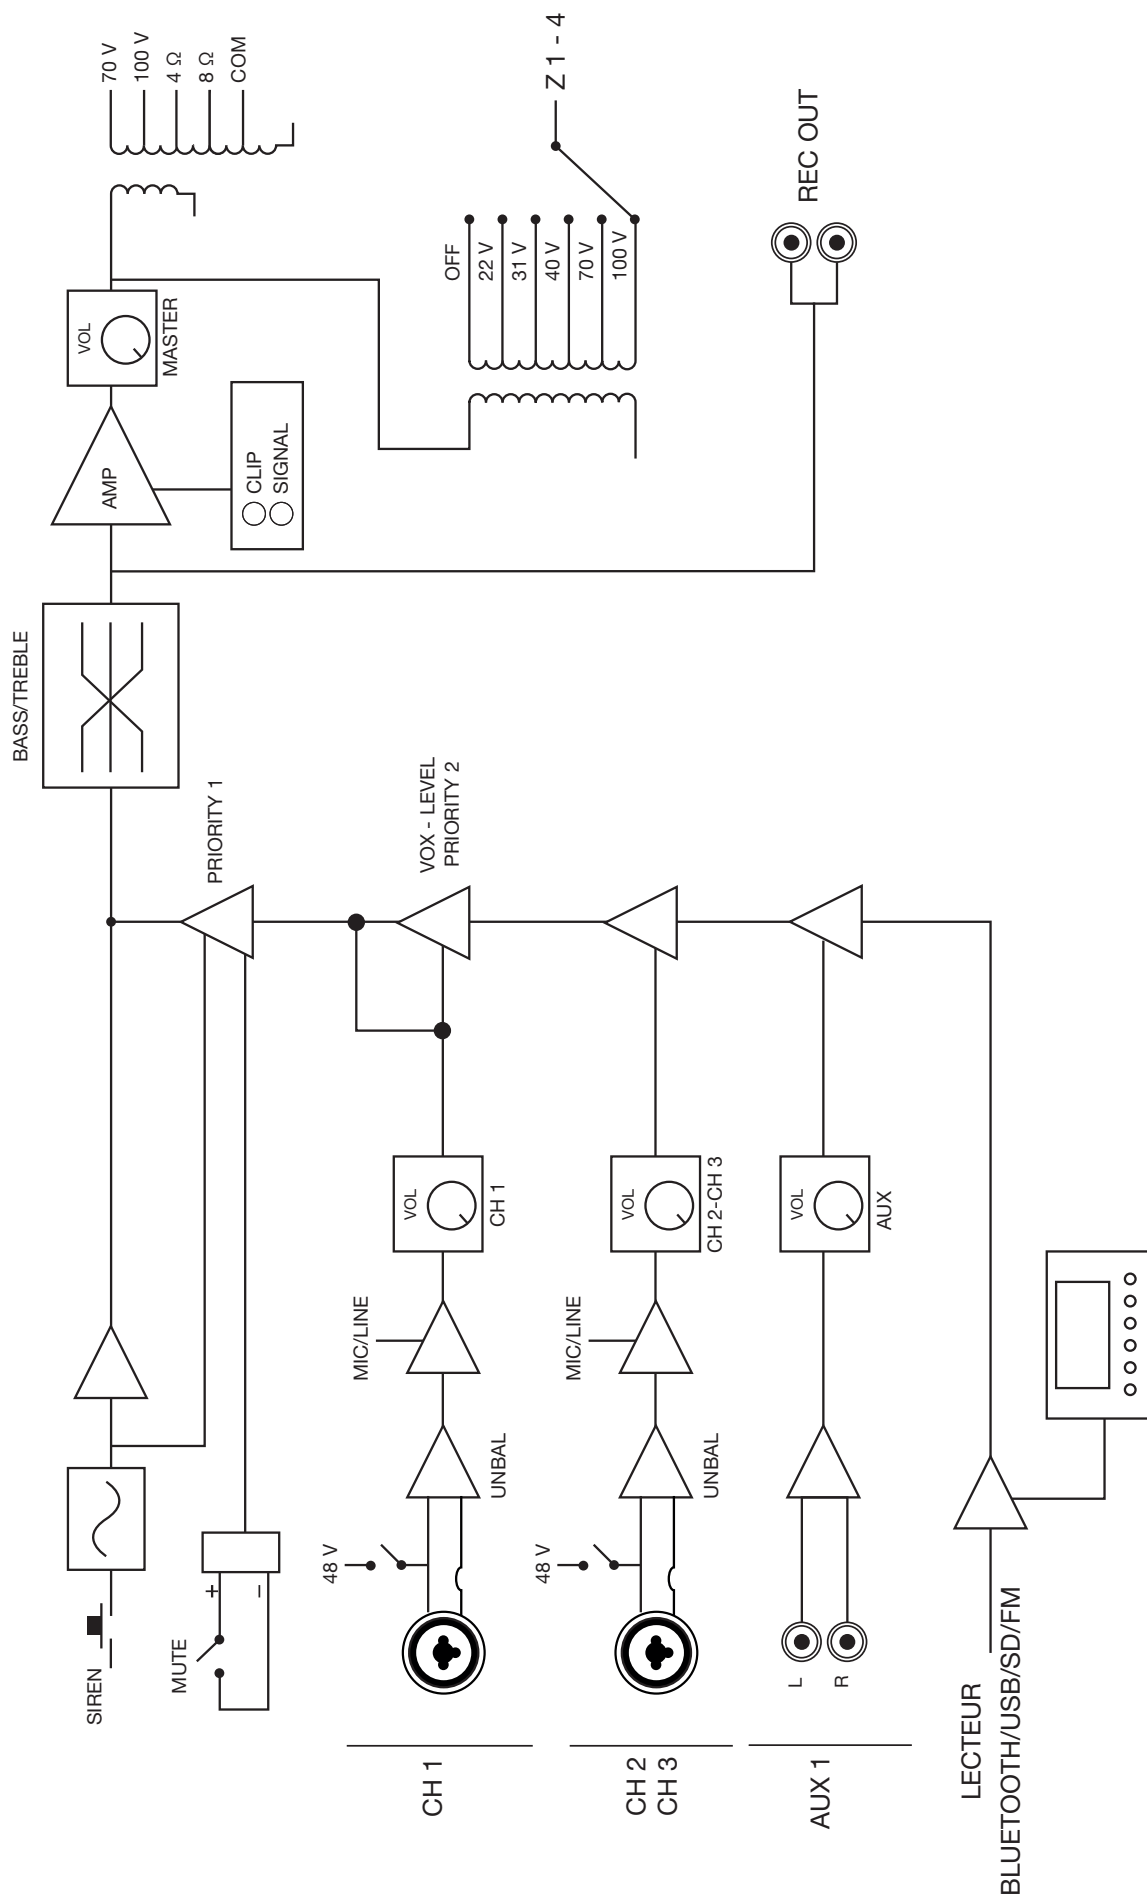 SIREN
MUTE
+
–
PRIORITY 1
BASS/TREBLE
AMP
CLIP
SIGNAL
VOL
MASTER
70 V
100 V
4 Ω
8 Ω
COM
CH 1
48 V
UNBAL
MIC/LINE
VOL
CH 1
VOX - LEVEL
PRIORITY 2
OFF
22 V
31 V
40 V
70 V
100 V
Z 1 - 4
CH 2
CH 3
48 V
UNBAL
MIC/LINE
VOL
CH 2-CH 3
AUX 1
L
R
VOL
AUX
REC OUT
LECTEUR
BLUETOOTH/USB/SD/FM